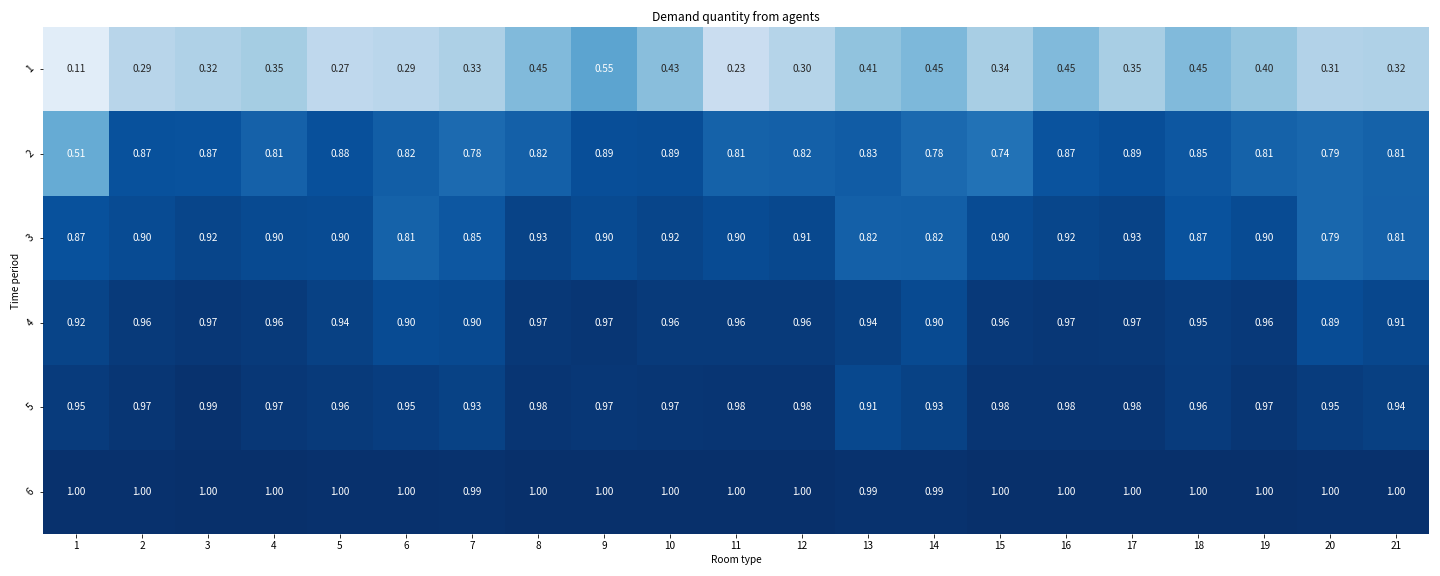 Demand quantity from agents
1 0.11 0.29 0.32 0.35 0.27 0.29 0.33 0.45 0.55 0.43 0.23 0.30 0.41 0.45 0.34 0.45 0.35 0.45 0.40 0.31 0.32
2 0.51 0.87 0.87 0.81 0.88 0.82 0.78 0.82 0.89 0.89 0.81 0.82 0.83 0.78 0.74 0.87 0.89 0.85 0.81 0.79 0.81
3 0.87 0.90 0.92 0.90 0.90 0.81 0.85 0.93 0.90 0.92 0.90 0.91 0.82 0.82 0.90 0.92 0.93 0.87 0.90 0.79 0.81
Time period
4 0.92 0.96 0.97 0.96 0.94 0.90 0.90 0.97 0.97 0.96 0.96 0.96 0.94 0.90 0.96 0.97 0.97 0.95 0.96 0.89 0.91
5 0.95 0.97 0.99 0.97 0.96 0.95 0.93 0.98 0.97 0.97 0.98 0.98 0.91 0.93 0.98 0.98 0.98 0.96 0.97 0.95 0.94
6 1.00 1.00 1.00 1.00 1.00 1.00 0.99 1.00 1.00 1.00 1.00 1.00 0.99 0.99 1.00 1.00 1.00 1.00 1.00 1.00 1.00
1 2 3 4 5 6 7 8 9 10 11 12 13 14 15 16 17 18 19 20 21
Room type